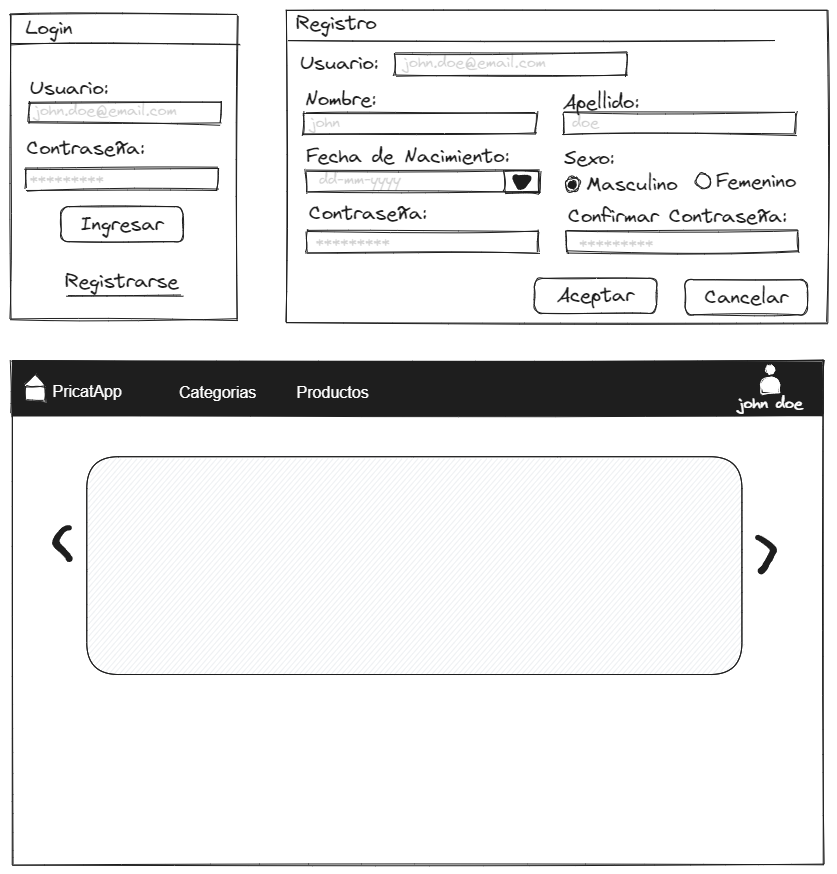 Login
Usuario:
john.doe@email.com
Contraseña:
*********
Ingresar
Registrarse
Registro
Usuario: john.doe@email.com
Nombre: Apellido:
john doe
Fecha de Nacimiento: Sexo:
dd-mm-yyyy Masculino Femenino
Contraseña: Confirmar Contraseña:
********* *********
Aceptar Cancelar
PricatApp Categorias Productos
john doe